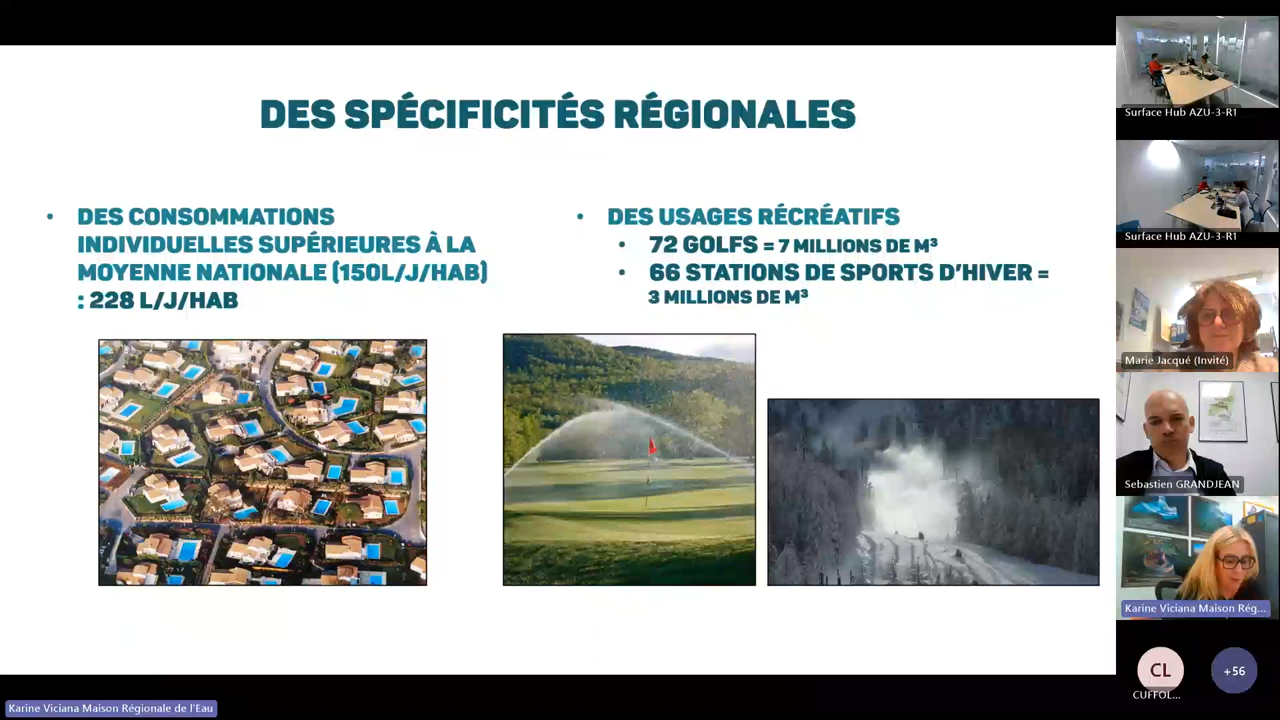 DES SPÉCIFICITÉS RÉGIONALES
• DES CONSOMMATIONS
INDIVIDUELLES SUPÉRIEURES À LA
MOYENNE NATIONALE (150L/J/HAB)
: 228 L/J/HAB
• DES USAGES RÉCRÉATIFS
• 72 GOLFS = 7 MILLIONS DE M³
• 66 STATIONS DE SPORTS D'HIVER =
3 MILLIONS DE M³
Surface Hub AZU-3-R1
Surface Hub AZU-3-R1
Marie Jacqué (Invité)
Sebastien GRANDJEAN
Karine Viciana Maison Rég...
CL
CUFFOL...
+56
Karine Viciana Maison Régionale de l'Eau